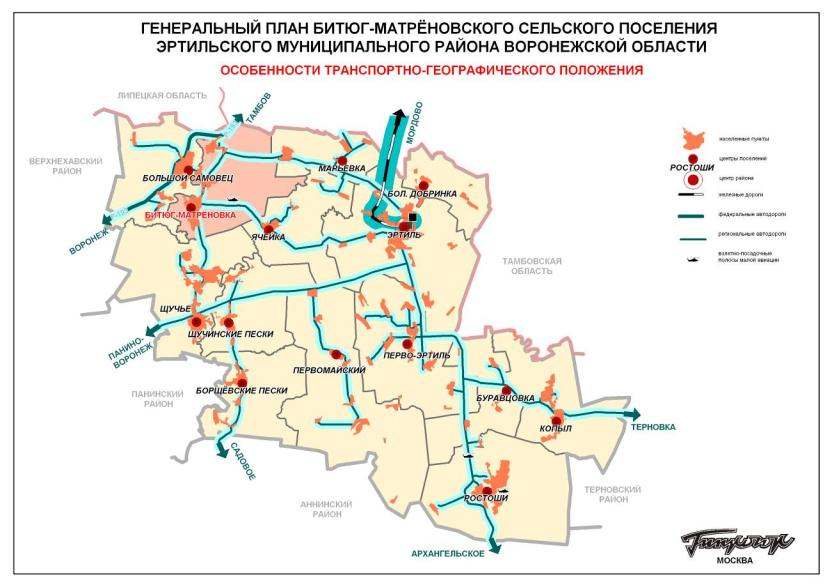 ГЕНЕРАЛЬНЫЙ ПЛАН БИТЮГ-МАТРЁНОВСКОГО СЕЛЬСКОГО ПОСЕЛЕНИЯ
ЭРТИЛЬСКОГО МУНИЦИПАЛЬНОГО РАЙОНА ВОРОНЕЖСКОЙ ОБЛАСТИ
ОСОБЕННОСТИ ТРАНСПОРТНО-ГЕОГРАФИЧЕСКОГО ПОЛОЖЕНИЯ
ЛИПЕЦКАЯ ОБЛАСТЬ
ТАМБОВ
МОРДОВО
ВЕРХНЕХАВСКИЙ
РАЙОН
БОЛЬШОЙ САМОВЕЦ
МАРЬЕВКА
БОЛ. ДОБРИНКА
БИТЮГ-МАТРЕНОВКА
ВОРОНЕЖ
ЯЧЕЙКА
ЭРТИЛЬ
ТАМБОВСКАЯ
ОБЛАСТЬ
населенные пункты
центры поселений
РОСТОШИ
центр района
железные дороги
федеральные автодороги
региональные автодороги
взлетно-посадочные
полосы малой авиации
ЩУЧЬЕ
ЩУЧИНСКИЕ ПЕСКИ
ПАНИНО-
ВОРОНЕЖ
ПЕРВО-ЭРТИЛЬ
ПЕРВОМАЙСКИЙ
ПАНИНСКИЙ
РАЙОН
БОРЩЕВСКИЕ ПЕСКИ
БУРАВЦОВКА
КОПЫЛ
ТЕРНОВКА
САДОВОЕ
АННИНСКИЙ
РАЙОН
РОСТОШИ
ТЕРНОВСКИЙ
РАЙОН
АРХАНГЕЛЬСКОЕ
Гипрогор
МОСКВА